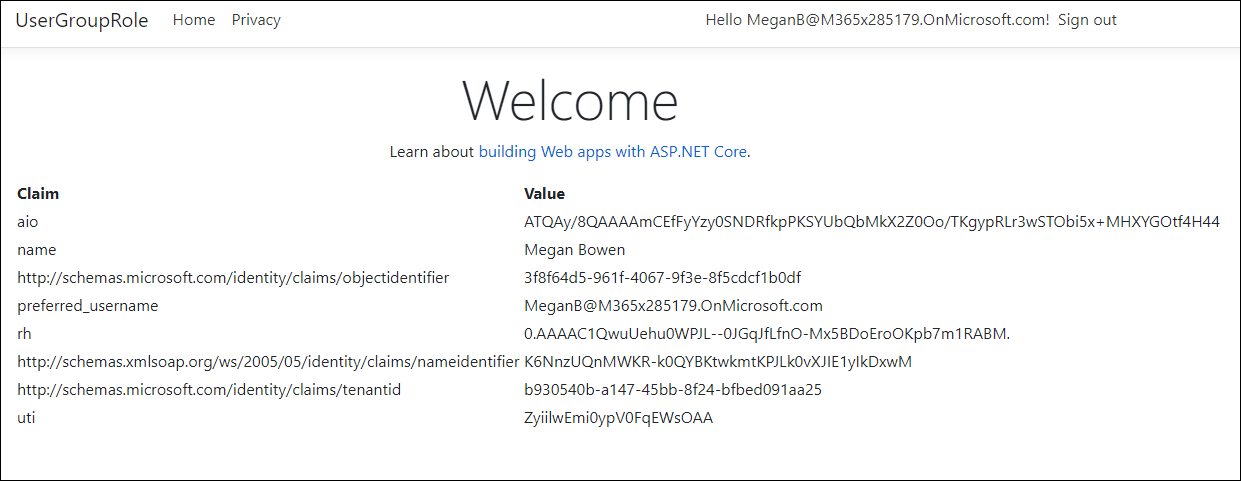 UserGroupRole Home Privacy Hello MeganB@M365x285179.OnMicrosoft.com! Sign out
Welcome
Learn about building Web apps with ASP.NET Core.
Claim Value
aio ATQAy/8QAAAAmCEfFyYzy0SNDRfkpPKSYUbQbMkX2Z0Oo/TKgypRLr3wSTObi5x+MHXYGOtf4H44
name Megan Bowen
http://schemas.microsoft.com/identity/claims/objectidentifier 3f8f64d5-961f-4067-9f3e-8f5cdcf1b0df
preferred_username MeganB@M365x285179.OnMicrosoft.com
rh 0.AAAAC1QwuUehu0WPJL--0JGqJfLfnO-Mx5BDoEroOKpb7m1RABM.
http://schemas.xmlsoap.org/ws/2005/05/identity/claims/nameidentifier K6NnzUQnMWKR-k0QYBKtwkmtKPJLk0vXJIE1yIkDxwM
http://schemas.microsoft.com/identity/claims/tenantid b930540b-a147-45bb-8f24-bfbed091aa25
uti ZyiilwEmi0ypV0FqEWsOAA